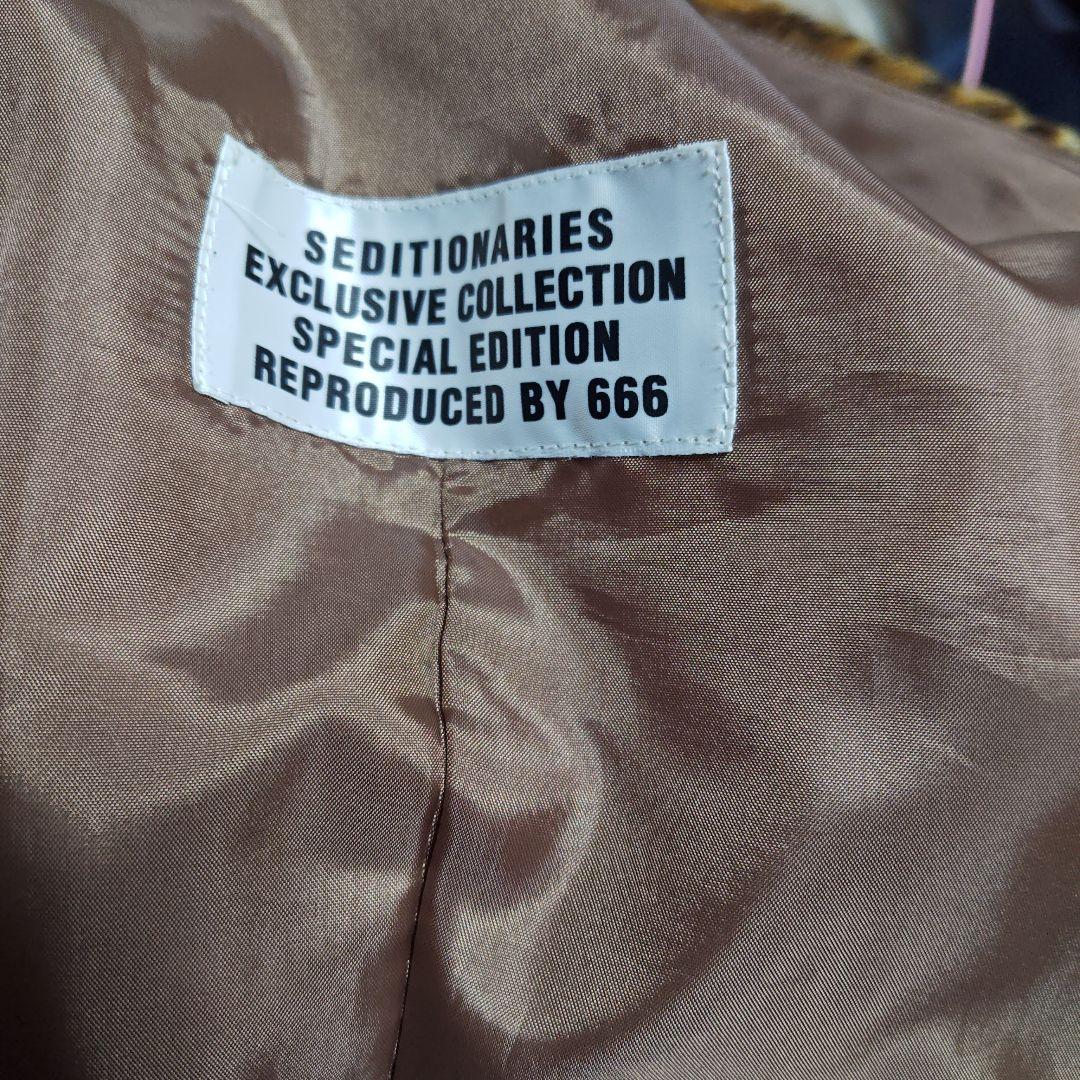 SEDITIONARIES
EXCLUSIVE COLLECTION
SPECIAL EDITION
REPRODUCED BY 666